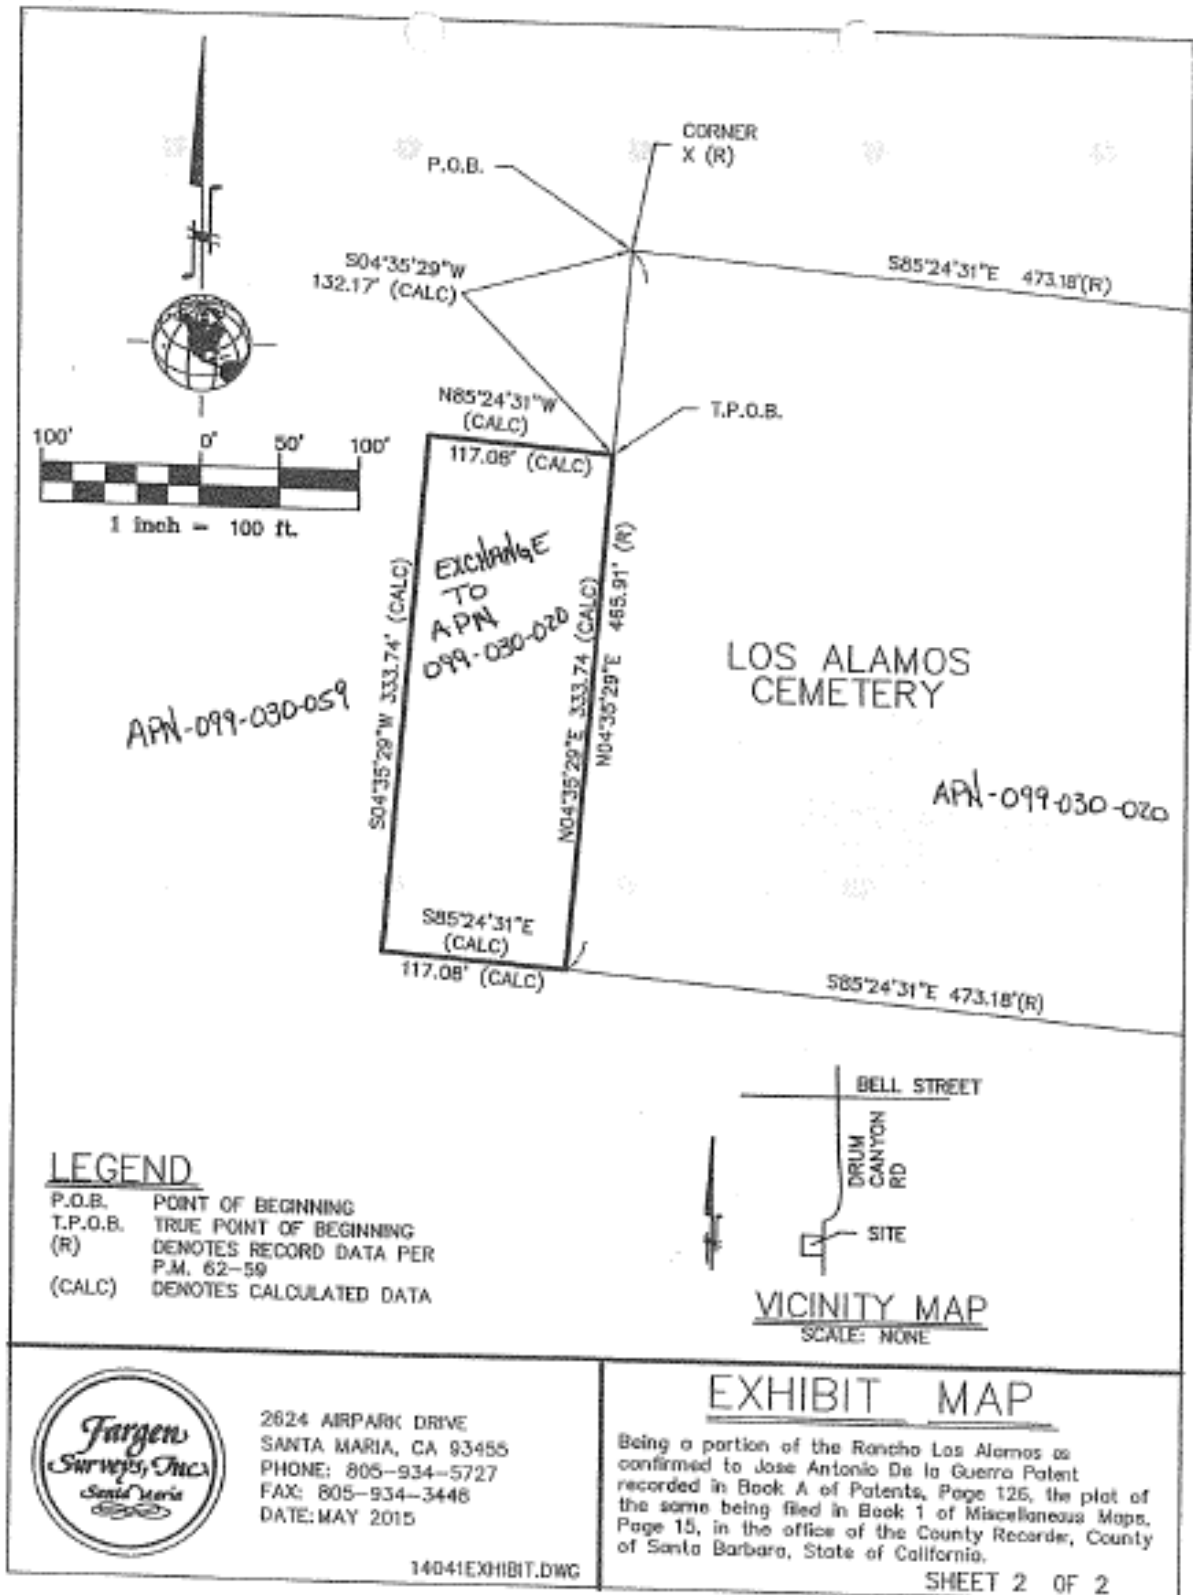 CORNER
X (R)
P.O.B.
S04°35'29"W
132.17' (CALC)
S85°24'31"E 473.18'(R)
N85°24'31"W
(CALC)
117.08' (CALC)
T.P.O.B.
100' 0' 50' 100'
1 inch = 100 ft.
EXCHANGE
TO
APN
099-030-020
S04°35'29"W 333.74' (CALC)
N04°35'29"E 333.74 (CALC)
N04°35'29"E 465.91' (R)
LOS ALAMOS
CEMETERY
APN-099-030-059
APN-099-030-020
S85°24'31"E
(CALC)
117.08' (CALC)
S85°24'31"E 473.18'(R)
BELL STREET
DRUM
CANYON
RD
SITE
VICINITY MAP
SCALE: NONE
LEGEND
P.O.B. POINT OF BEGINNING
T.P.O.B. TRUE POINT OF BEGINNING
(R) DENOTES RECORD DATA PER
P.M. 62-59
(CALC) DENOTES CALCULATED DATA
Fargen
Surveys, Inc.
Santa Maria
2624 AIRPARK DRIVE
SANTA MARIA, CA 93455
PHONE: 805-934-5727
FAX: 805-934-3448
DATE: MAY 2015
14041EXHIBIT.DWG
EXHIBIT MAP
Being a portion of the Rancho Los Alamos as
confirmed to Jose Antonio De la Guerra Patent
recorded in Book A of Patents, Page 126, the plat of
the same being filed in Book 1 of Miscellaneous Maps,
Page 15, in the office of the County Recorder, County
of Santa Barbara, State of California.
SHEET 2 OF 2